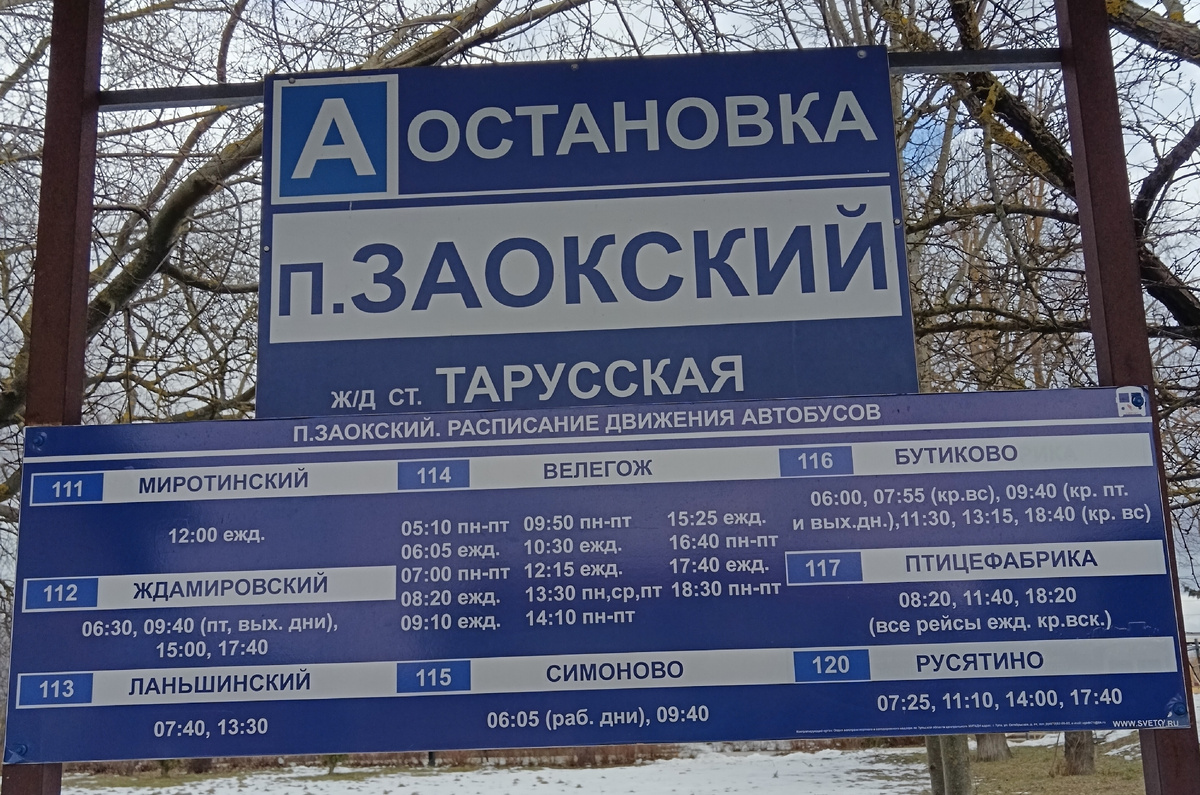 А ОСТАНОВКА
п.ЗАОКСКИЙ
Ж/Д СТ. ТАРУССКАЯ
П.ЗАОКСКИЙ. РАСПИСАНИЕ ДВИЖЕНИЯ АВТОБУСОВ
111 МИРОТИНСКИЙ
12:00 ежд.
112 ЖДАМИРОВСКИЙ
06:30, 09:40 (пт, вых. дни),
15:00, 17:40
113 ЛАНЬШИНСКИЙ
07:40, 13:30
114 ВЕЛЕГОЖ
05:10 пн-пт 09:50 пн-пт 15:25 ежд.
06:05 ежд. 10:30 ежд. 16:40 пн-пт
07:00 пн-пт 12:15 ежд. 17:40 ежд.
08:20 ежд. 13:30 пн,ср,пт 18:30 пн-пт
09:10 ежд. 14:10 пн-пт
115 СИМОНОВО
06:05 (раб. дни), 09:40
116 БУТИКОВО
06:00, 07:55 (кр.вс), 09:40 (кр. пт.
и вых.дн.),11:30, 13:15, 18:40 (кр. вс)
117 ПТИЦЕФАБРИКА
08:20, 11:40, 18:20
(все рейсы ежд. кр.вск.)
120 РУСЯТИНО
07:25, 11:10, 14:00, 17:40